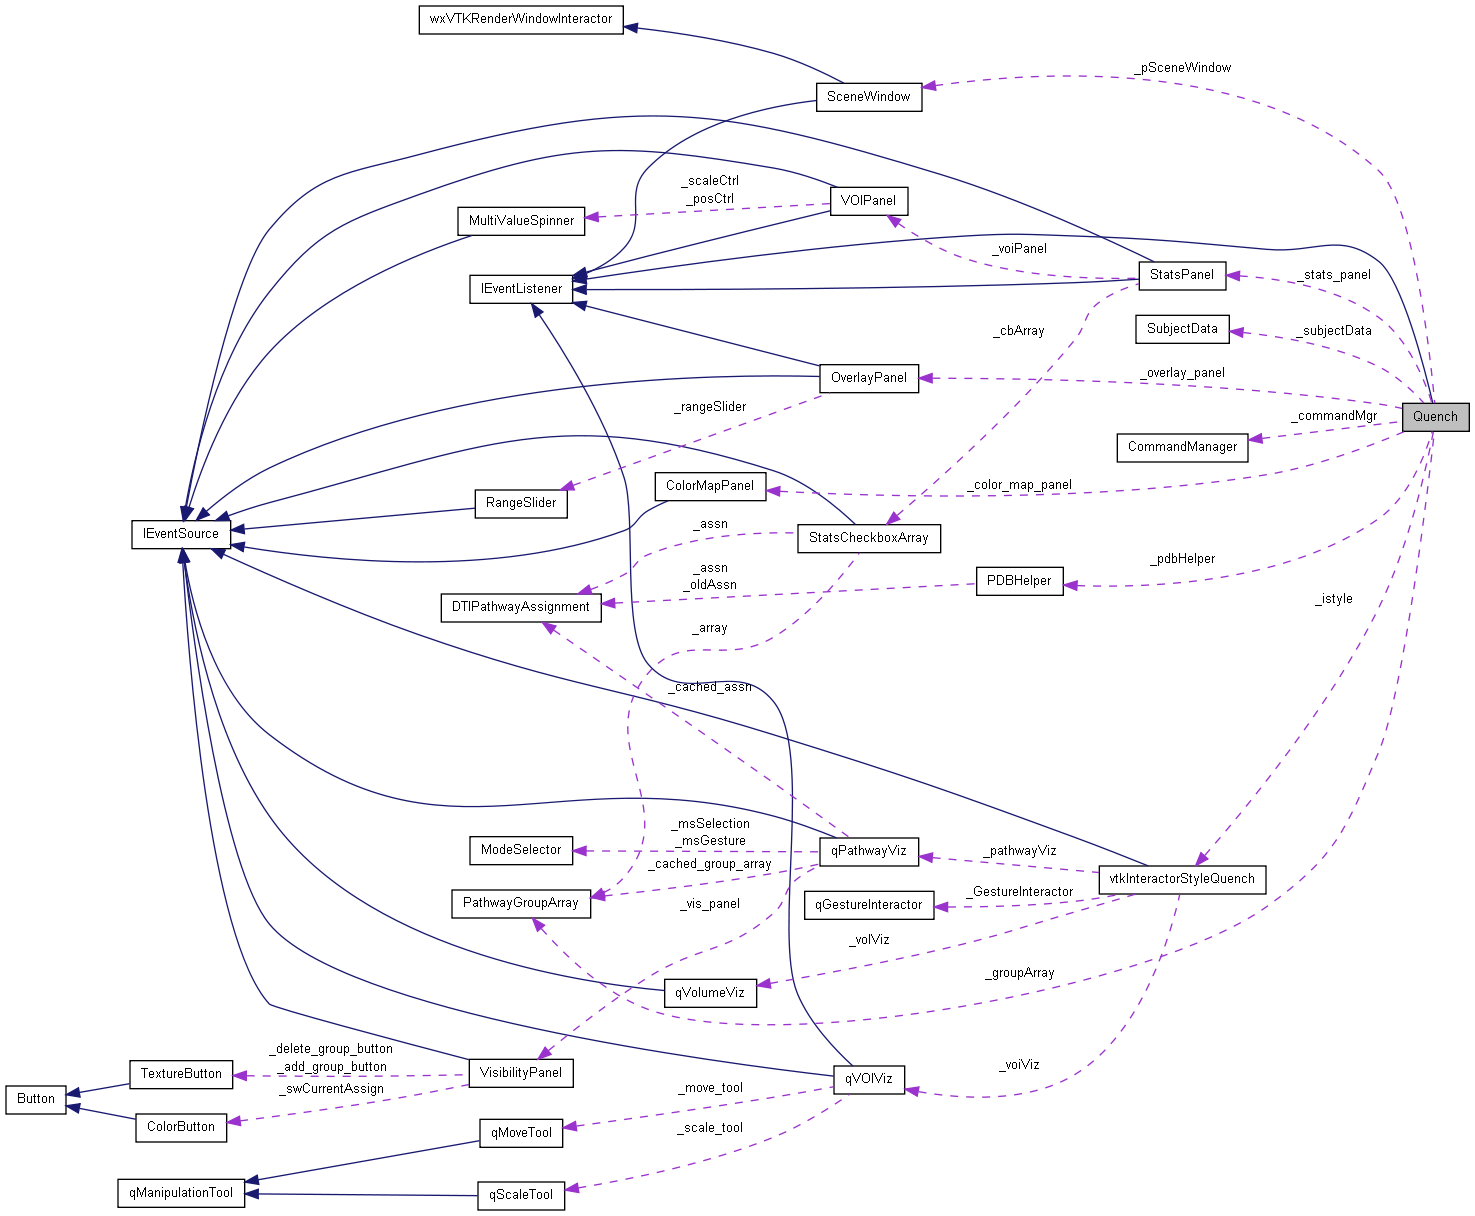 wxVTKRenderWindowInteractor
_pSceneWindow
SceneWindow
_scaleCtrl
_posCtrl
VOIPanel
MultiValueSpinner
_voiPanel
StatsPanel
_stats_panel
IEventListener
_cbArray
SubjectData
_subjectData
OverlayPanel
_overlay_panel
_rangeSlider
Quench
_commandMgr
CommandManager
ColorMapPanel
_color_map_panel
RangeSlider
IEventSource
_assn
StatsCheckboxArray
_pdbHelper
_assn
_oldAssn
PDBHelper
DTIPathwayAssignment
_istyle
_array
_cached_assn
_msSelection
_msGesture
ModeSelector
qPathwayViz
_pathwayViz
_cached_group_array
vtkInteractorStyleQuench
_GestureInteractor
PathwayGroupArray
_vis_panel
qGestureInteractor
_volViz
_groupArray
qVolumeViz
_delete_group_button
_add_group_button
TextureButton
VisibilityPanel
_voiViz
qVOIViz
_swCurrentAssign
_move_tool
Button
ColorButton
qMoveTool
_scale_tool
qManipulationTool
qScaleTool